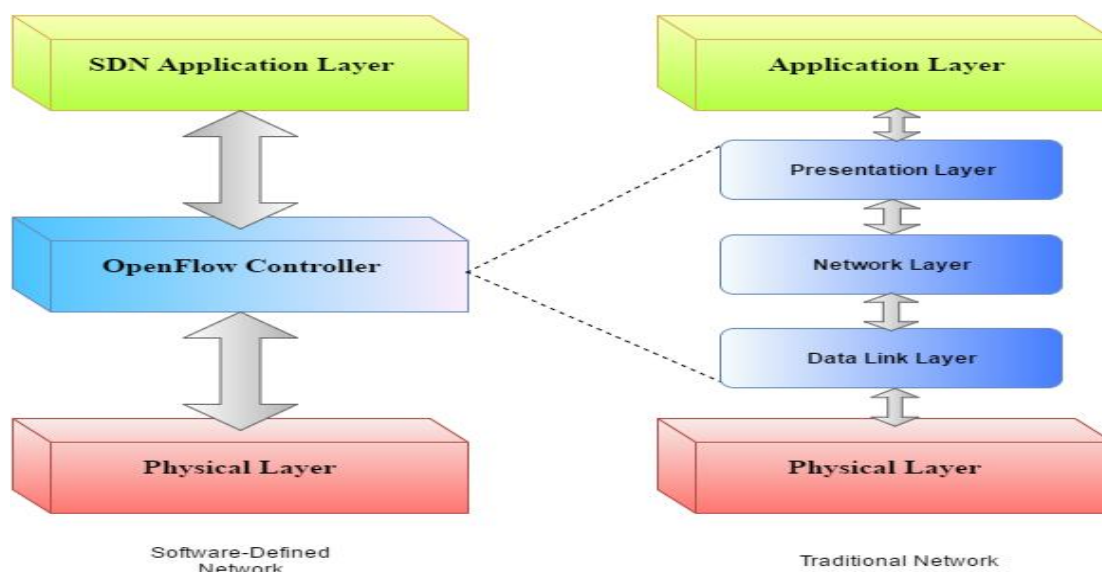 SDN Application Layer
OpenFlow Controller
Physical Layer
Software-Defined
Network
Application Layer
Presentation Layer
Network Layer
Data Link Layer
Physical Layer
Traditional Network